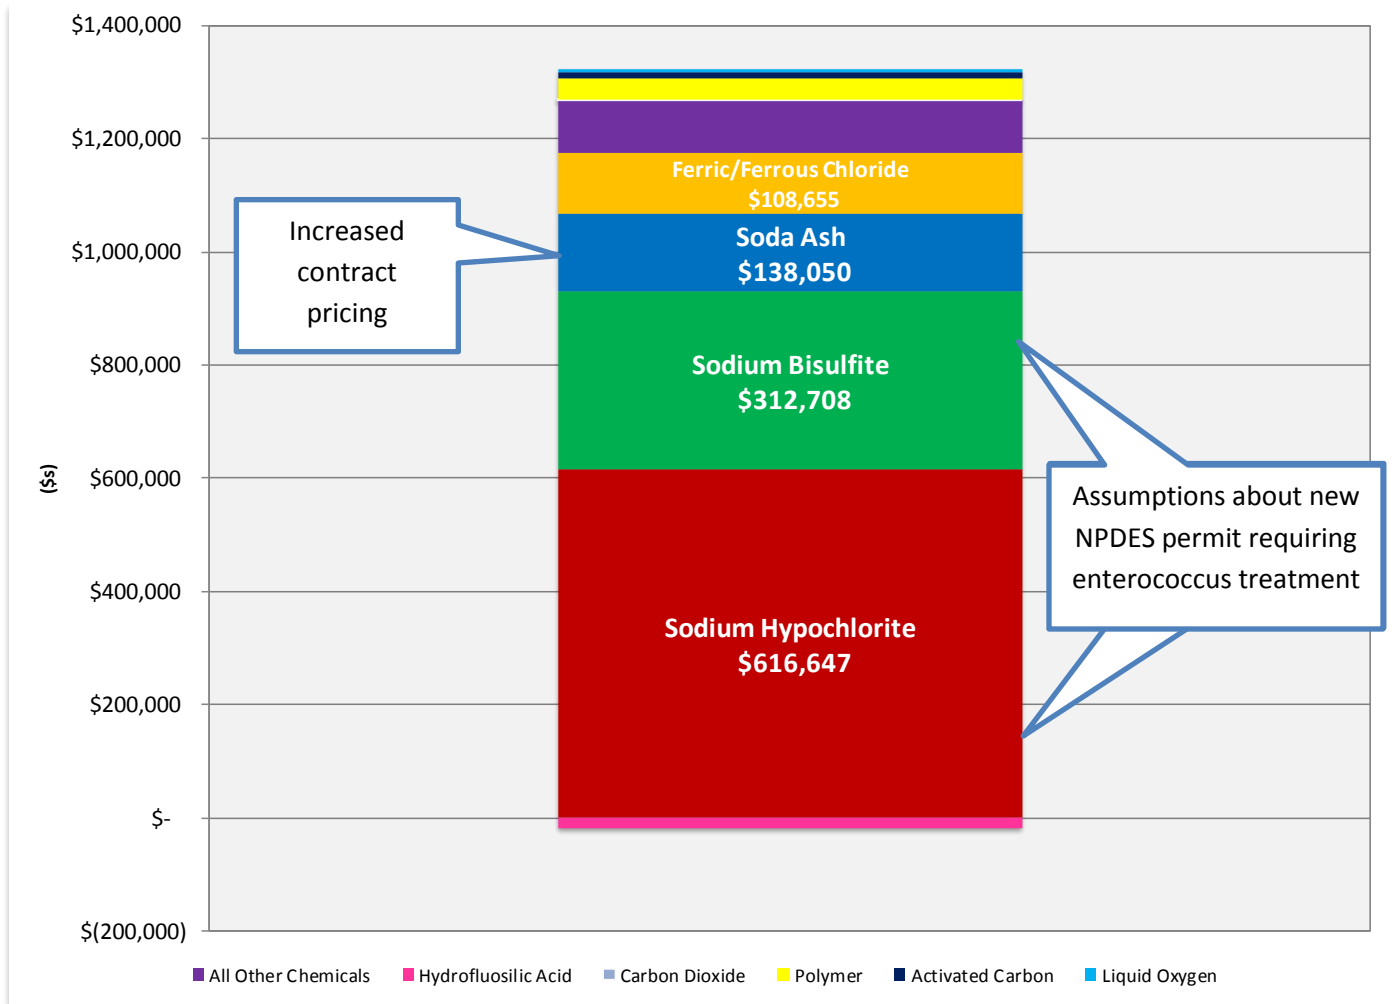 $1,400,000
$1,200,000
$1,000,000
$800,000
$600,000
$400,000
$200,000
$-
$(200,000)
($s)
Ferric/Ferrous Chloride
$108,655
Soda Ash
$138,050
Sodium Bisulfite
$312,708
Sodium Hypochlorite
$616,647
Increased
contract
pricing
Assumptions about new
NPDES permit requiring
enterococcus treatment
All Other Chemicals
Hydrofluosilic Acid
Carbon Dioxide
Polymer
Activated Carbon
Liquid Oxygen